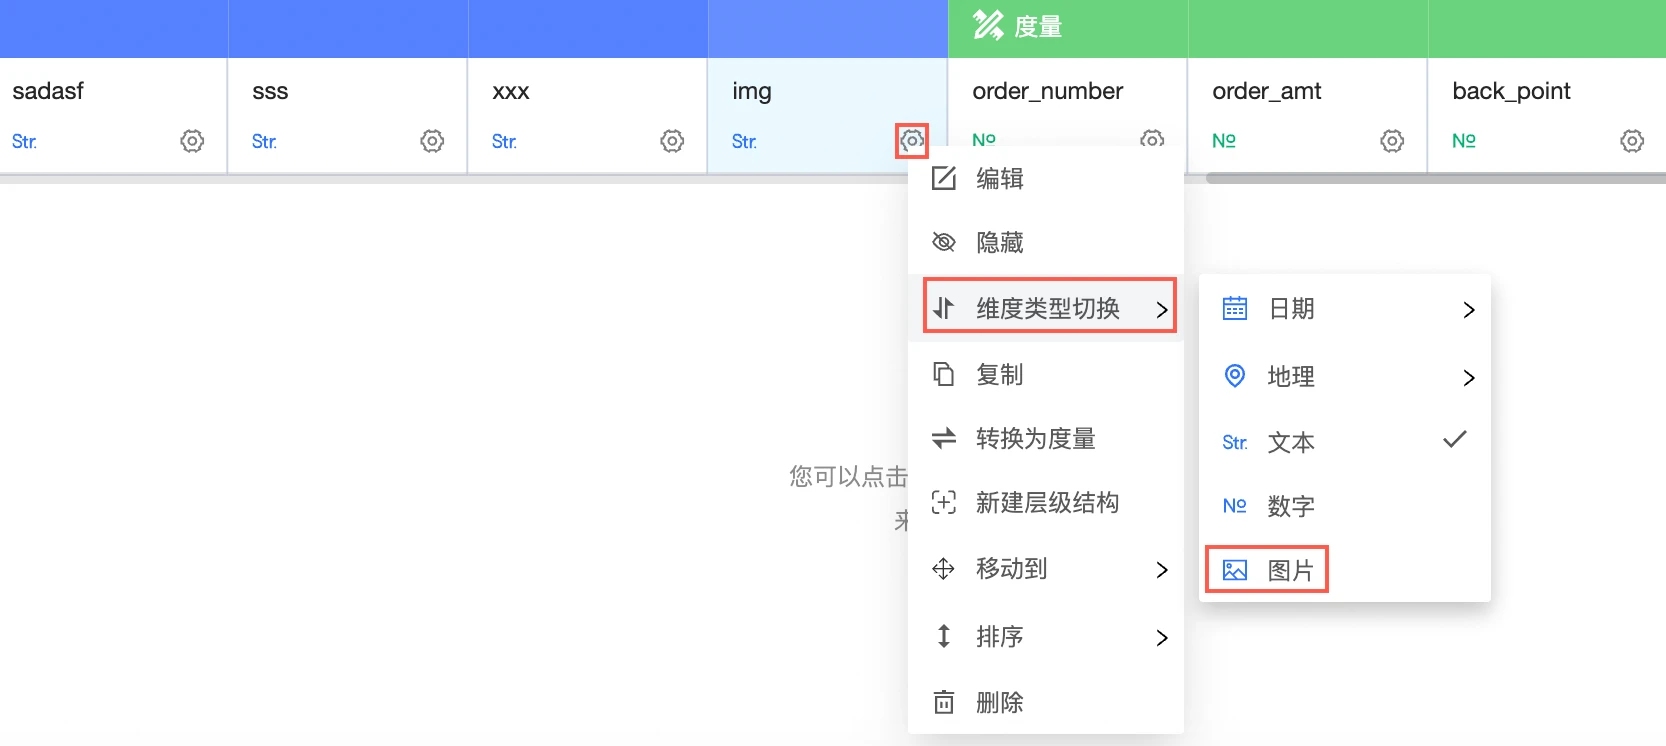 度量
sadasf
sss
xxx
img
order_number
order_amt
back_point
Str.
Str.
Str.
Str.
Nº
Nº
Nº
编辑
隐藏
维度类型切换
复制
转换为度量
新建层级结构
移动到
排序
删除
日期
地理
Str. 文本
Nº 数字
图片
您可以点击